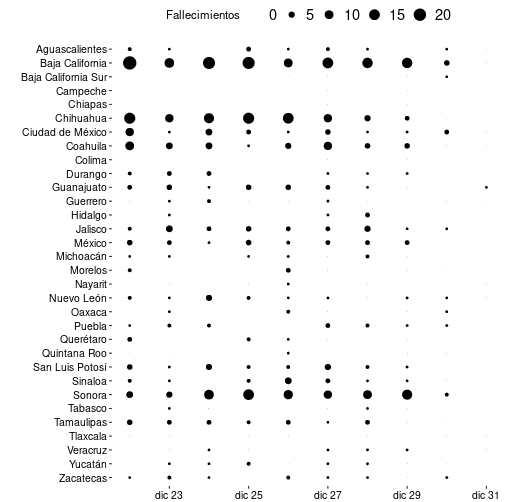 Fallecimientos 0 5 10 15 20
Aguascalientes
Baja California
Baja California Sur
Campeche
Chiapas
Chihuahua
Ciudad de México
Coahuila
Colima
Durango
Guanajuato
Guerrero
Hidalgo
Jalisco
México
Michoacán
Morelos
Nayarit
Nuevo León
Oaxaca
Puebla
Querétaro
Quintana Roo
San Luis Potosí
Sinaloa
Sonora
Tabasco
Tamaulipas
Tlaxcala
Veracruz
Yucatán
Zacatecas
dic 23 dic 25 dic 27 dic 29 dic 31